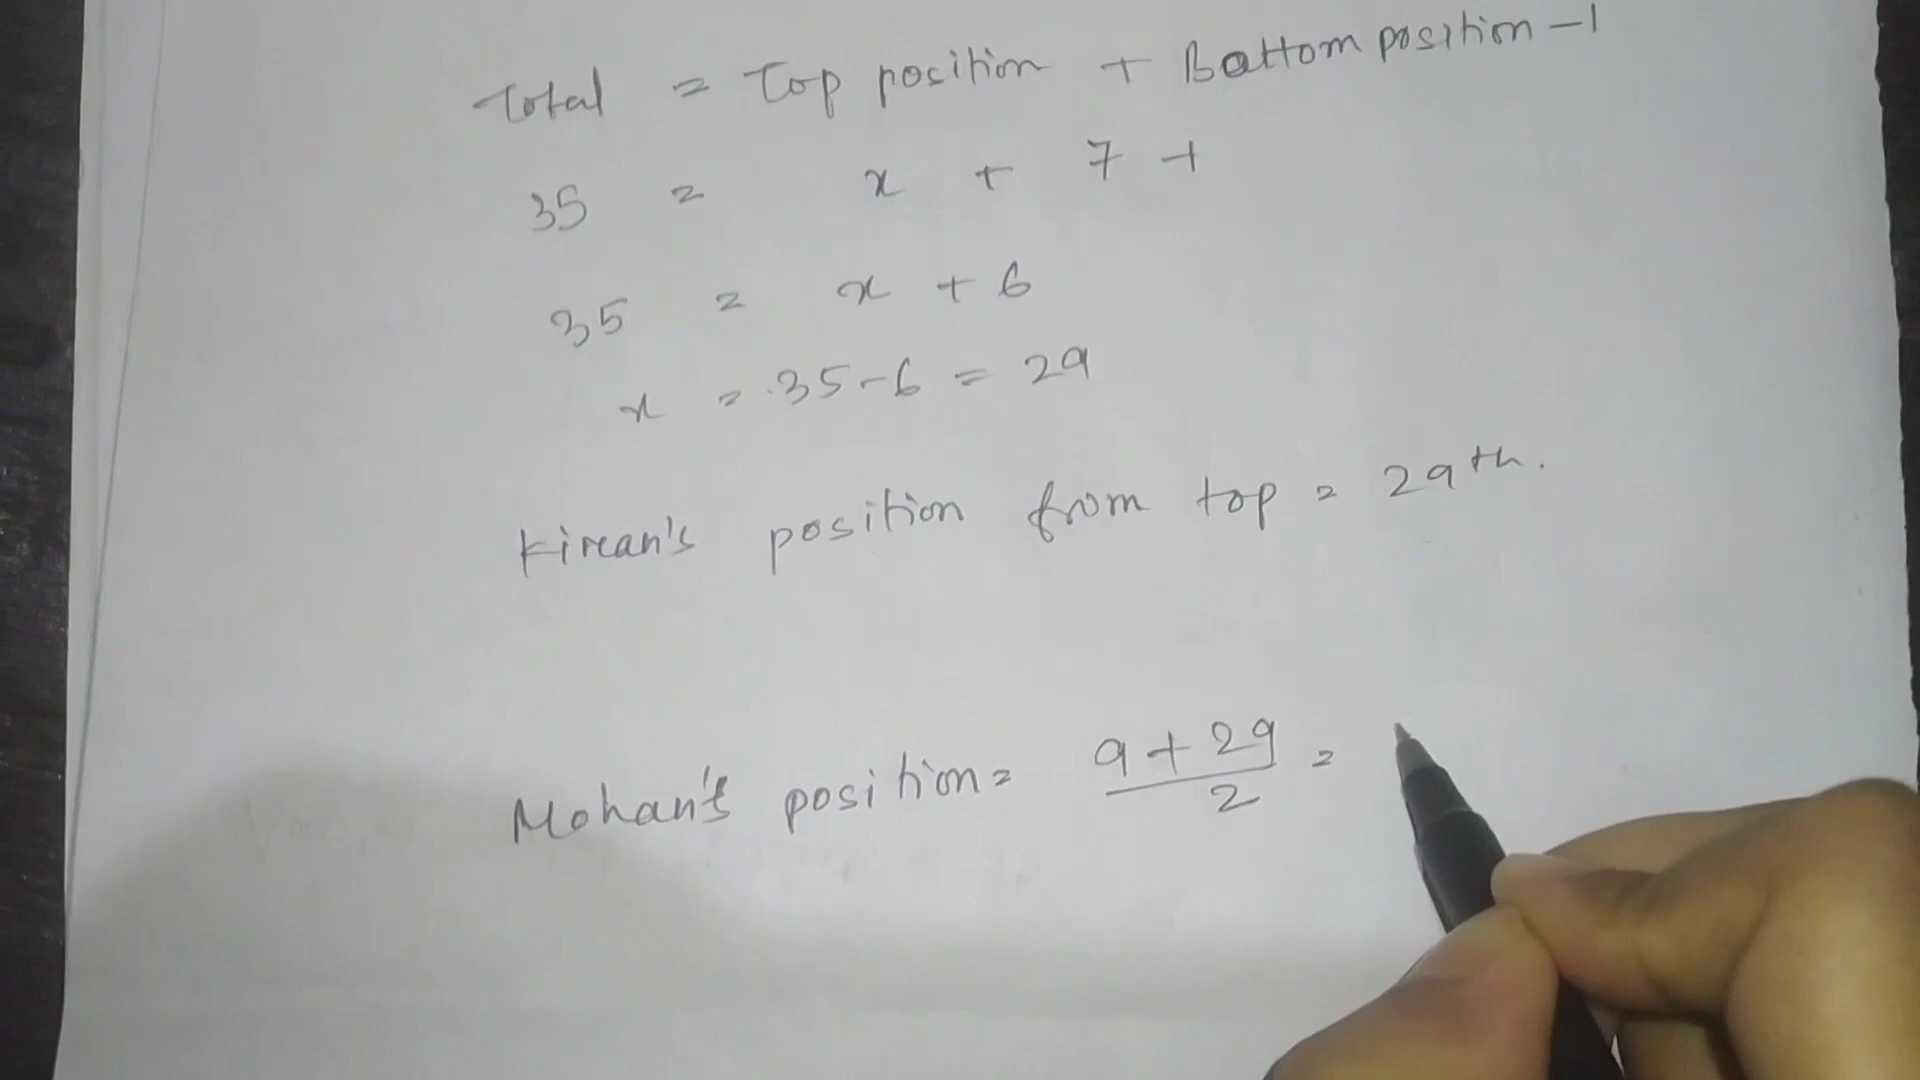 Total = Top position + Bottom position - 1
35 = x + 7 - 1
35 = x + 6
x = 35 - 6 = 29
Kiran's position from top = 29th.
Mohan's position = 9 + 29 / 2 =